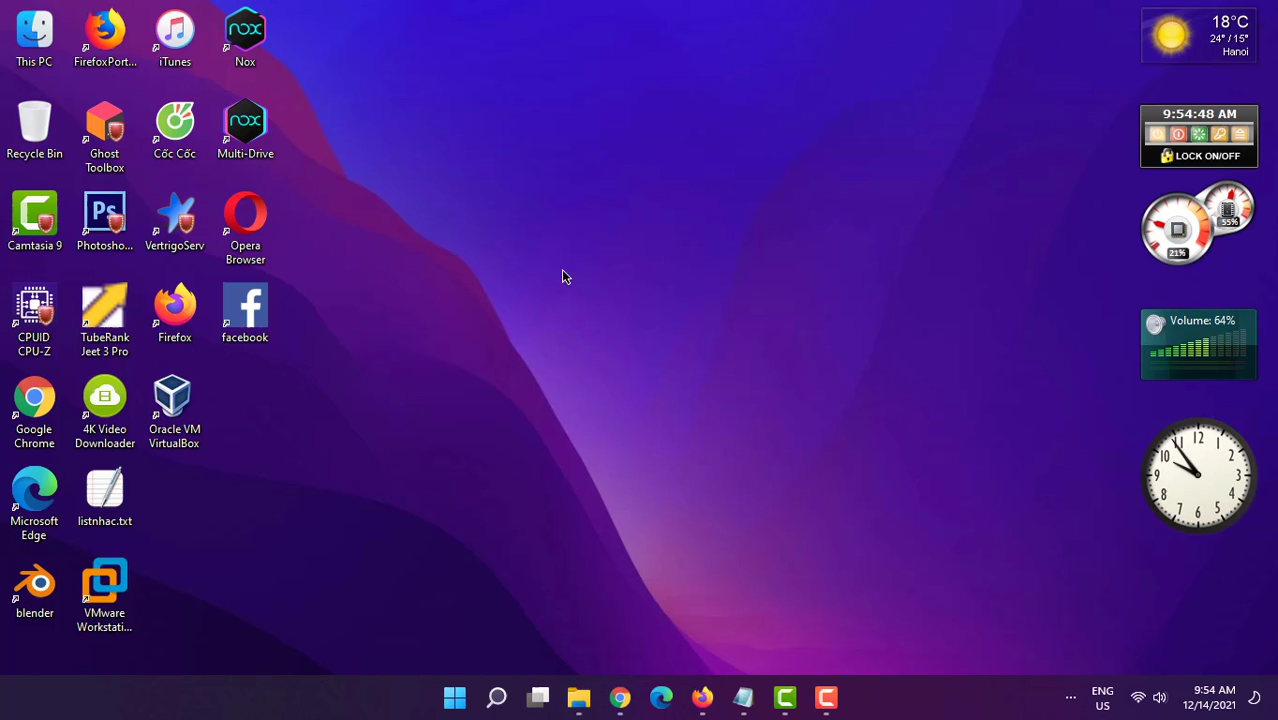 This PC
FirefoxPort...
iTunes
nox
Nox
Recycle Bin
Ghost
Toolbox
Cốc Cốc
nox
Multi-Drive
Camtasia 9
Ps
Photosho...
VertrigoServ
Opera
Browser
CPUID
CPU-Z
TubeRank
Jeet 3 Pro
Firefox
facebook
Google
Chrome
4K Video
Downloader
Oracle VM
VirtualBox
Microsoft
Edge
listnhac.txt
blender
VMware
Workstati...
18°C
24° / 15°
Hanoi
9:54:48 AM
LOCK ON/OFF
55%
21%
Volume: 64%
12
1
2
3
4
5
6
7
8
9
10
11
ENG
US
9:54 AM
12/14/2021